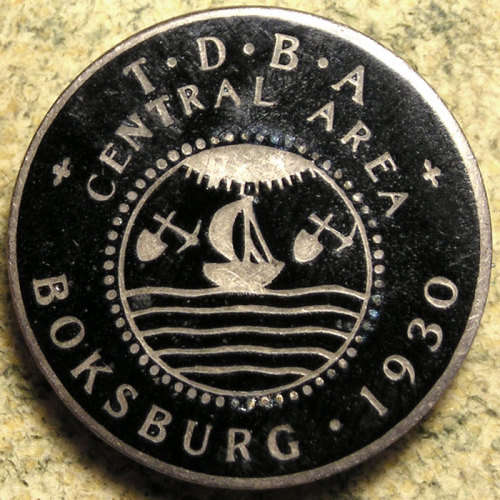 T·D·B·A
CENTRAL AREA
BOKSBURG · 1930